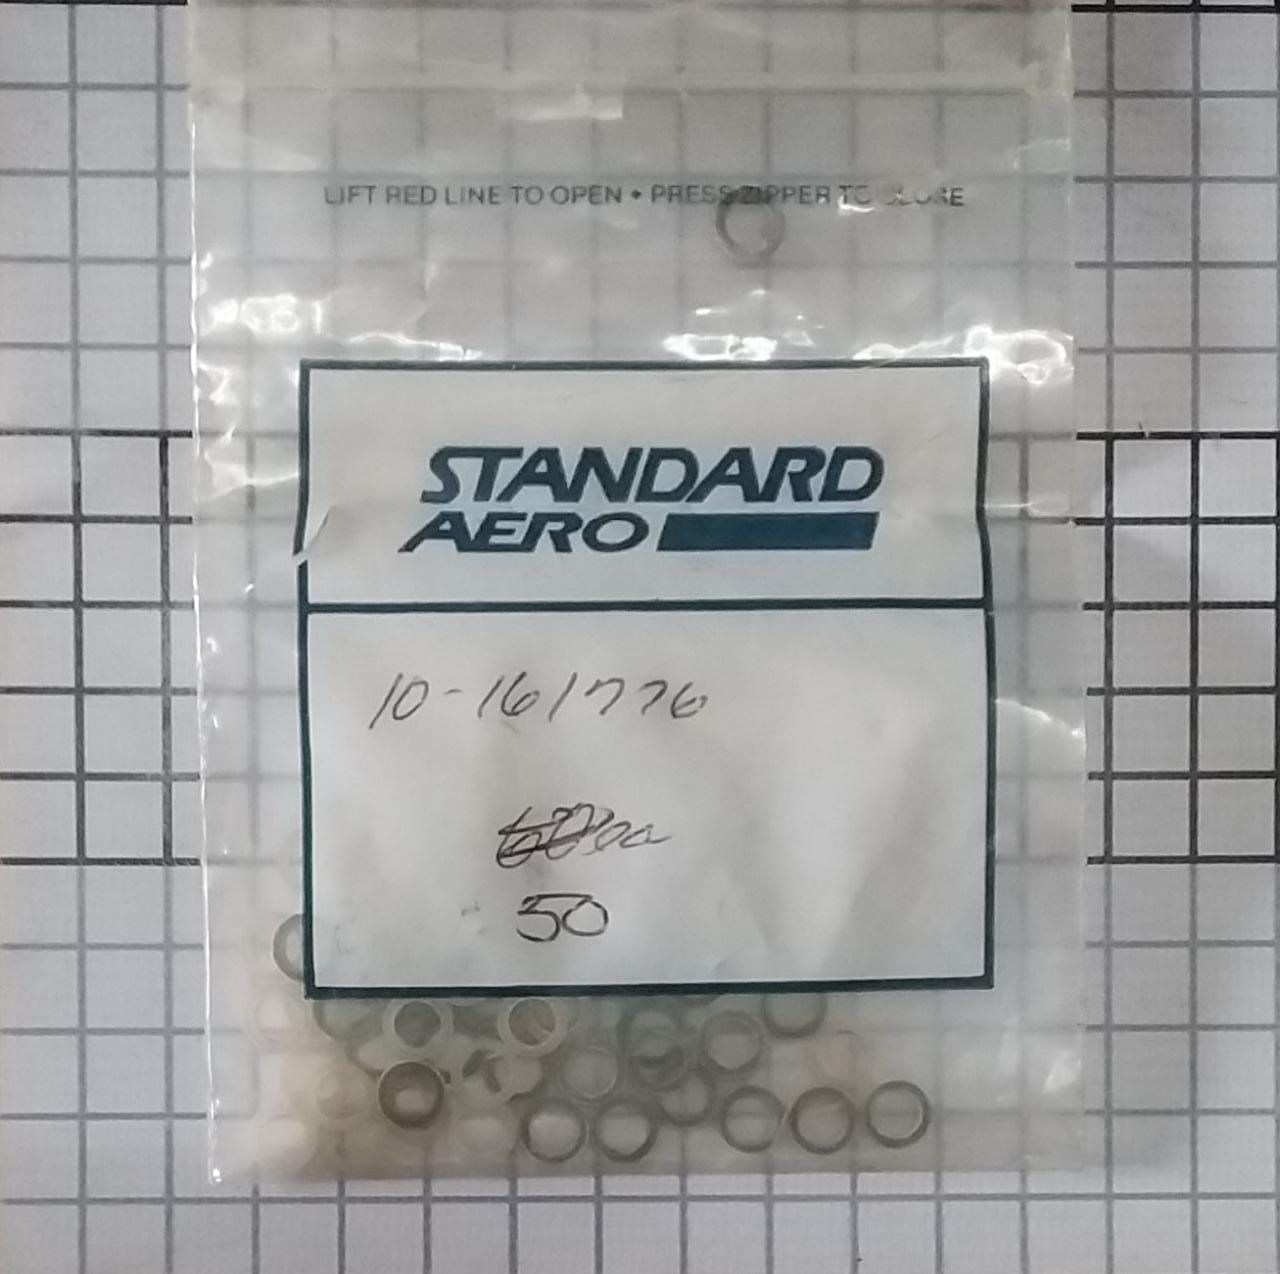 LIFT RED LINE TO OPEN • PRESS ZIPPER TO CLOSE
STANDARD
AERO
10-161776
50